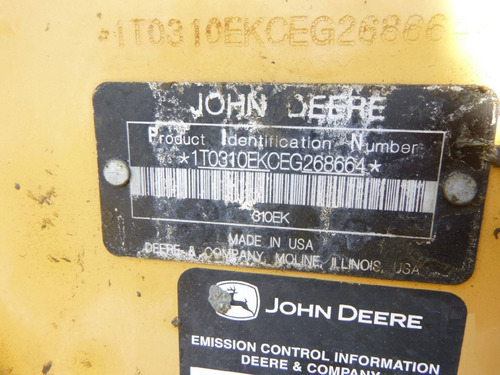 *1T0310EKCEG26866
JOHN DEERE
Product Identification Number
*1T0310EKCEG268664*
310EK
MADE IN USA
DEERE & COMPANY, MOLINE, ILLINOIS, USA
JOHN DEERE
EMISSION CONTROL INFORMATION
DEERE & COMPANY